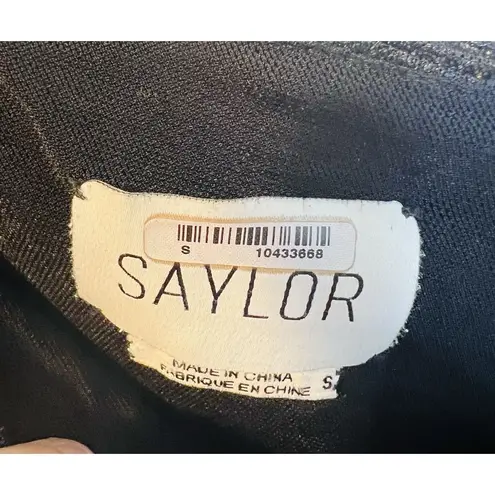 S 10433668
SAYLOR
MADE IN CHINA
FABRIQUE EN CHINE S